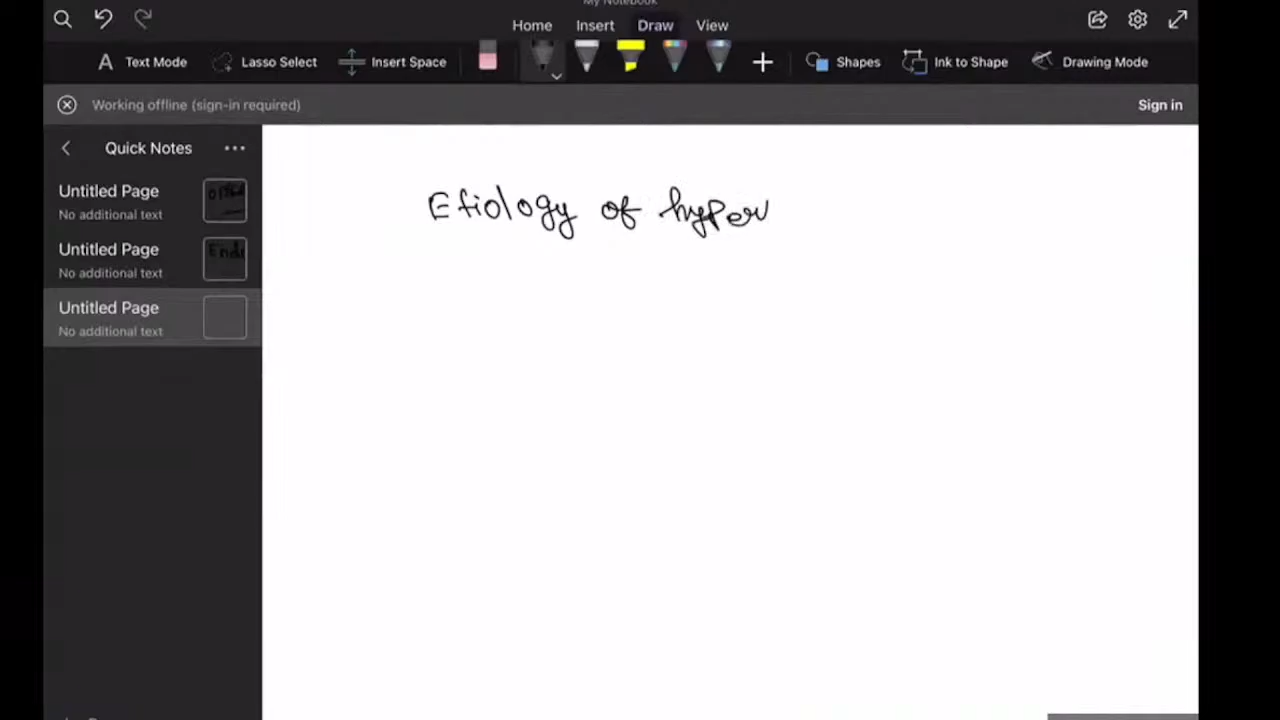 My Notebook
Home Insert Draw View
Text Mode Lasso Select Insert Space Shapes Ink to Shape Drawing Mode
Working offline (sign-in required) Sign in
Quick Notes
Untitled Page
No additional text
Untitled Page
No additional text
Untitled Page
No additional text
Etiology of hyper